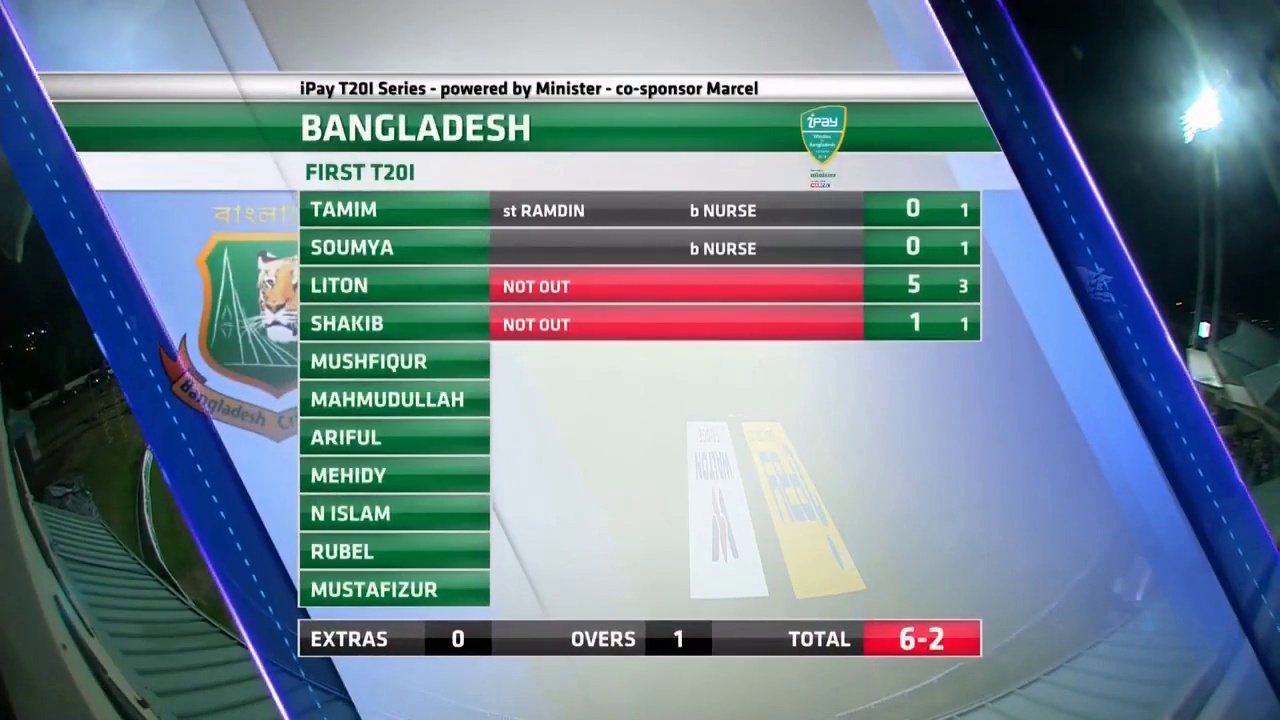 iPay T20I Series - powered by Minister - co-sponsor Marcel
BANGLADESH
iPAY
FIRST T20I
বাংলা
TAMIM st RAMDIN b NURSE 0 1
SOUMYA b NURSE 0 1
LITON NOT OUT 5 3
SHAKIB NOT OUT 1 1
MUSHFIQUR
MAHMUDULLAH
Bangladesh C
ARIFUL
MEHIDY
N ISLAM
RUBEL
MUSTAFIZUR
EXTRAS 0 OVERS 1 TOTAL 6-2